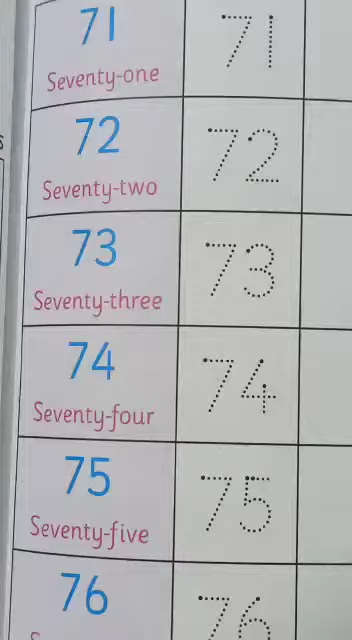 71 71
Seventy-one
72 72
Seventy-two
73 73
Seventy-three
74 74
Seventy-four
75 75
Seventy-five
76 76